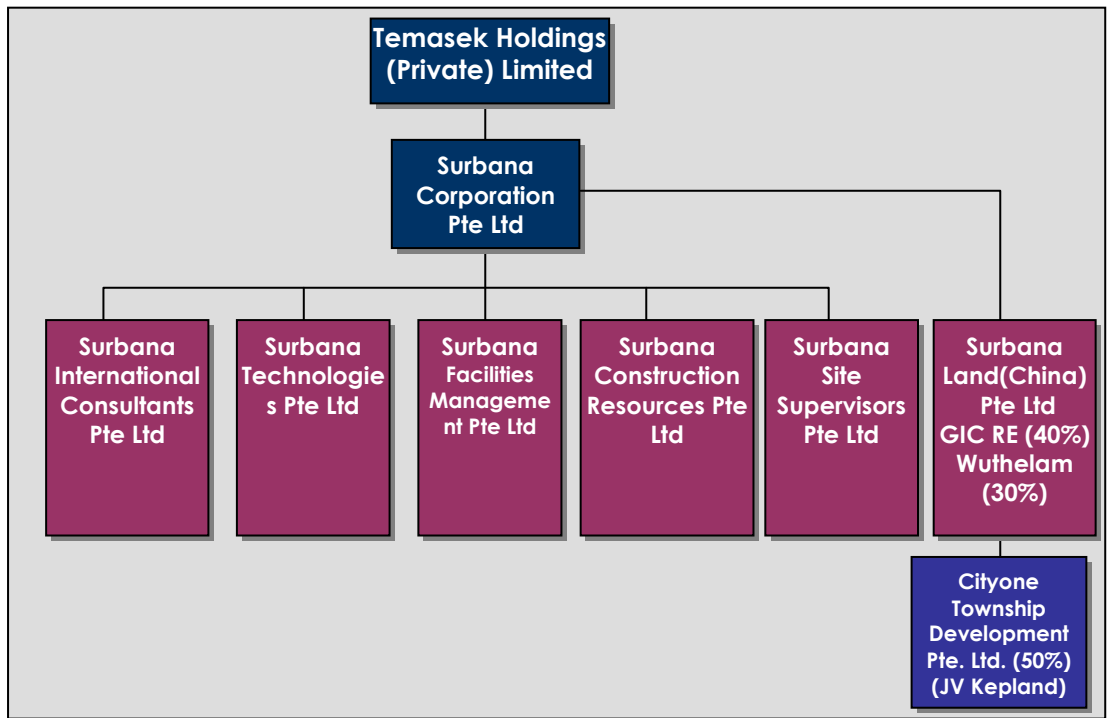 Temasek Holdings
(Private) Limited
Surbana
Corporation
Pte Ltd
Surbana
International
Consultants
Pte Ltd
Surbana
Technologie
s Pte Ltd
Surbana
Facilities
Manageme
nt Pte Ltd
Surbana
Construction
Resources Pte
Ltd
Surbana
Site
Supervisors
Pte Ltd
Surbana
Land(China)
Pte Ltd
GIC RE (40%)
Wuthelam
(30%)
Cityone
Township
Development
Pte. Ltd. (50%)
(JV Kepland)